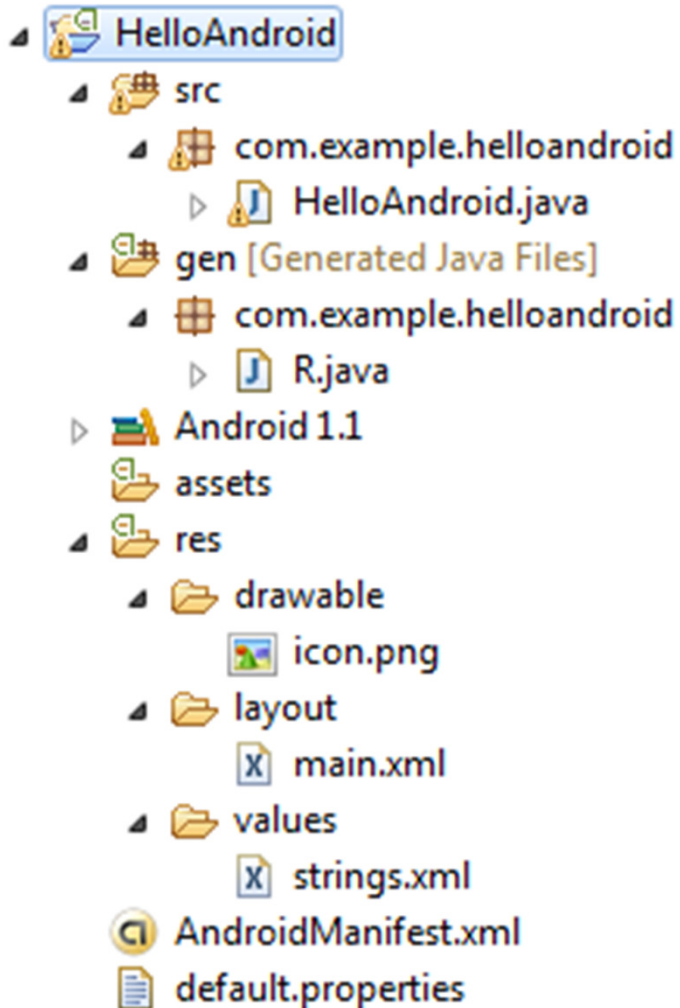 HelloAndroid
src
com.example.helloandroid
HelloAndroid.java
gen [Generated Java Files]
com.example.helloandroid
R.java
Android 1.1
assets
res
drawable
icon.png
layout
main.xml
values
strings.xml
AndroidManifest.xml
default.properties